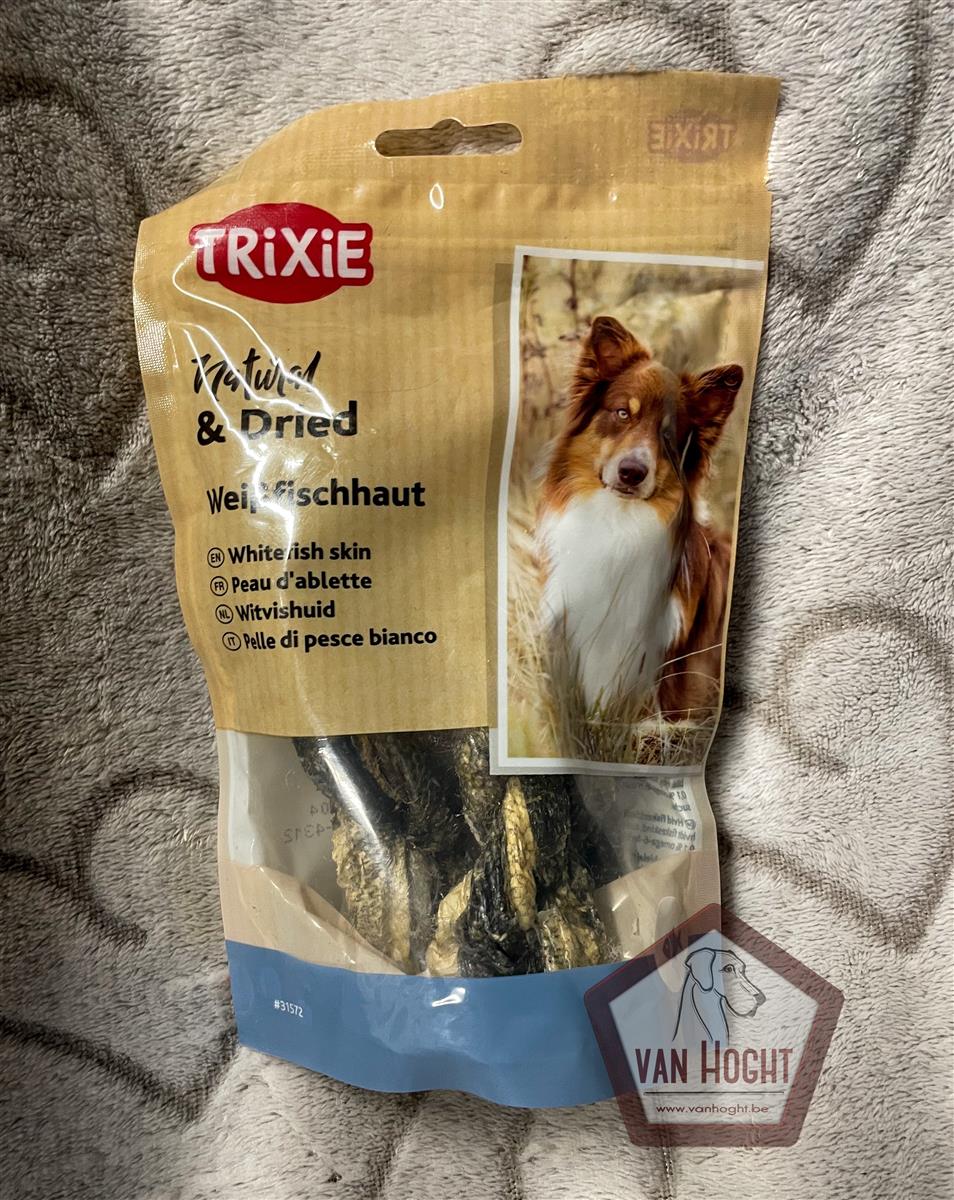 TRiXiE
TRiXiE
Natural
& Dried
Weißfischhaut
EN Whitefish skin
FR Peau d'ablette
NL Witvishuid
IT Pelle di pesce bianco
#31572
VAN HOGHT
www.vanhoght.be